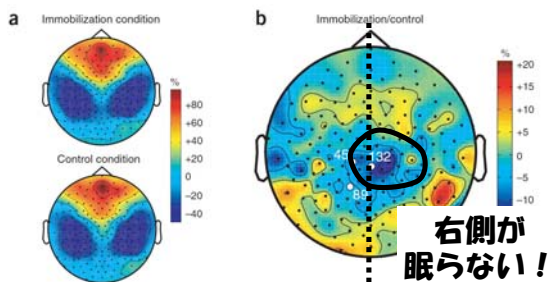 a
Immobilization condition
%
+80
+60
+40
+20
0
-20
-40
Control condition
b
Immobilization/control
45
132
89
%
+20
+15
+10
+5
0
-5
-10
右側が
眠らない！